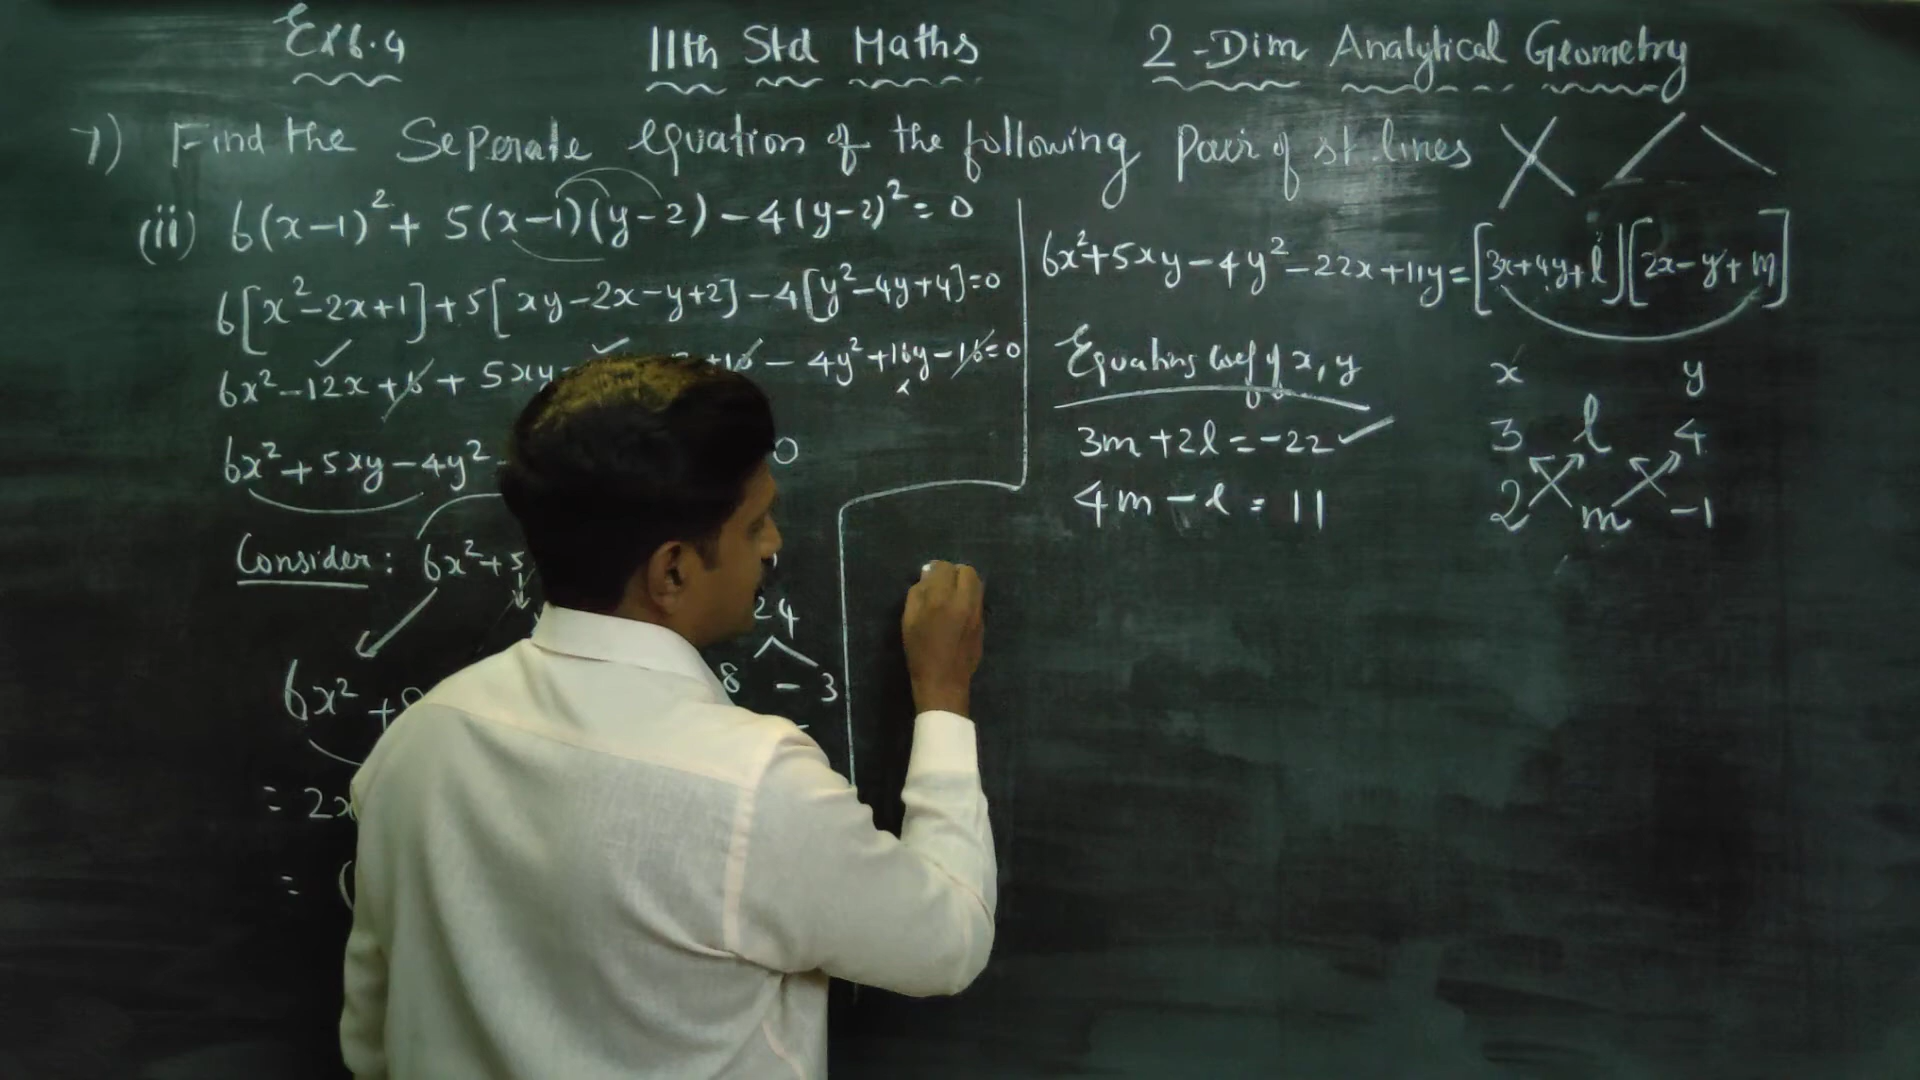 Ex 6.4 11th Std Maths 2-Dim Analytical Geometry
7) Find the Seperate equation of the following pair of st. lines
(ii) 6(x-1)² + 5(x-1)(y-2) - 4(y-2)² = 0
6[x²-2x+1] + 5[xy-2x-y+2] - 4[y²-4y+4] = 0
6x² - 12x + 6 + 5xy - + 10 - 4y² + 16y - 16 = 0
6x² + 5xy - 4y² - 0
Consider: 6x² + 5
24
8 - 3
6x² +
= 2x
= (
6x² + 5xy - 4y² - 22x + 11y = [3x+4y+l][2x-y+m]
Equating coef of x, y
3m + 2l = -22
4m - l = 11
x y
3 l 4
2 m -1